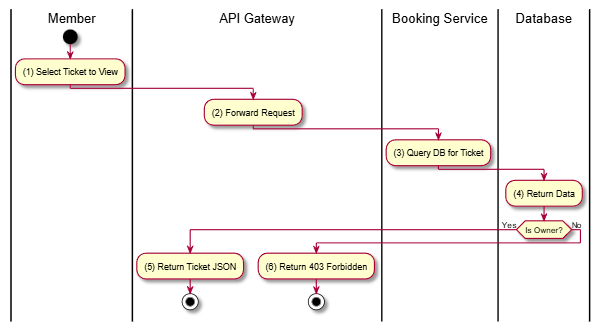 Member API Gateway Booking Service Database
(1) Select Ticket to View
(2) Forward Request
(3) Query DB for Ticket
(4) Return Data
Yes Is Owner? No
(5) Return Ticket JSON (6) Return 403 Forbidden